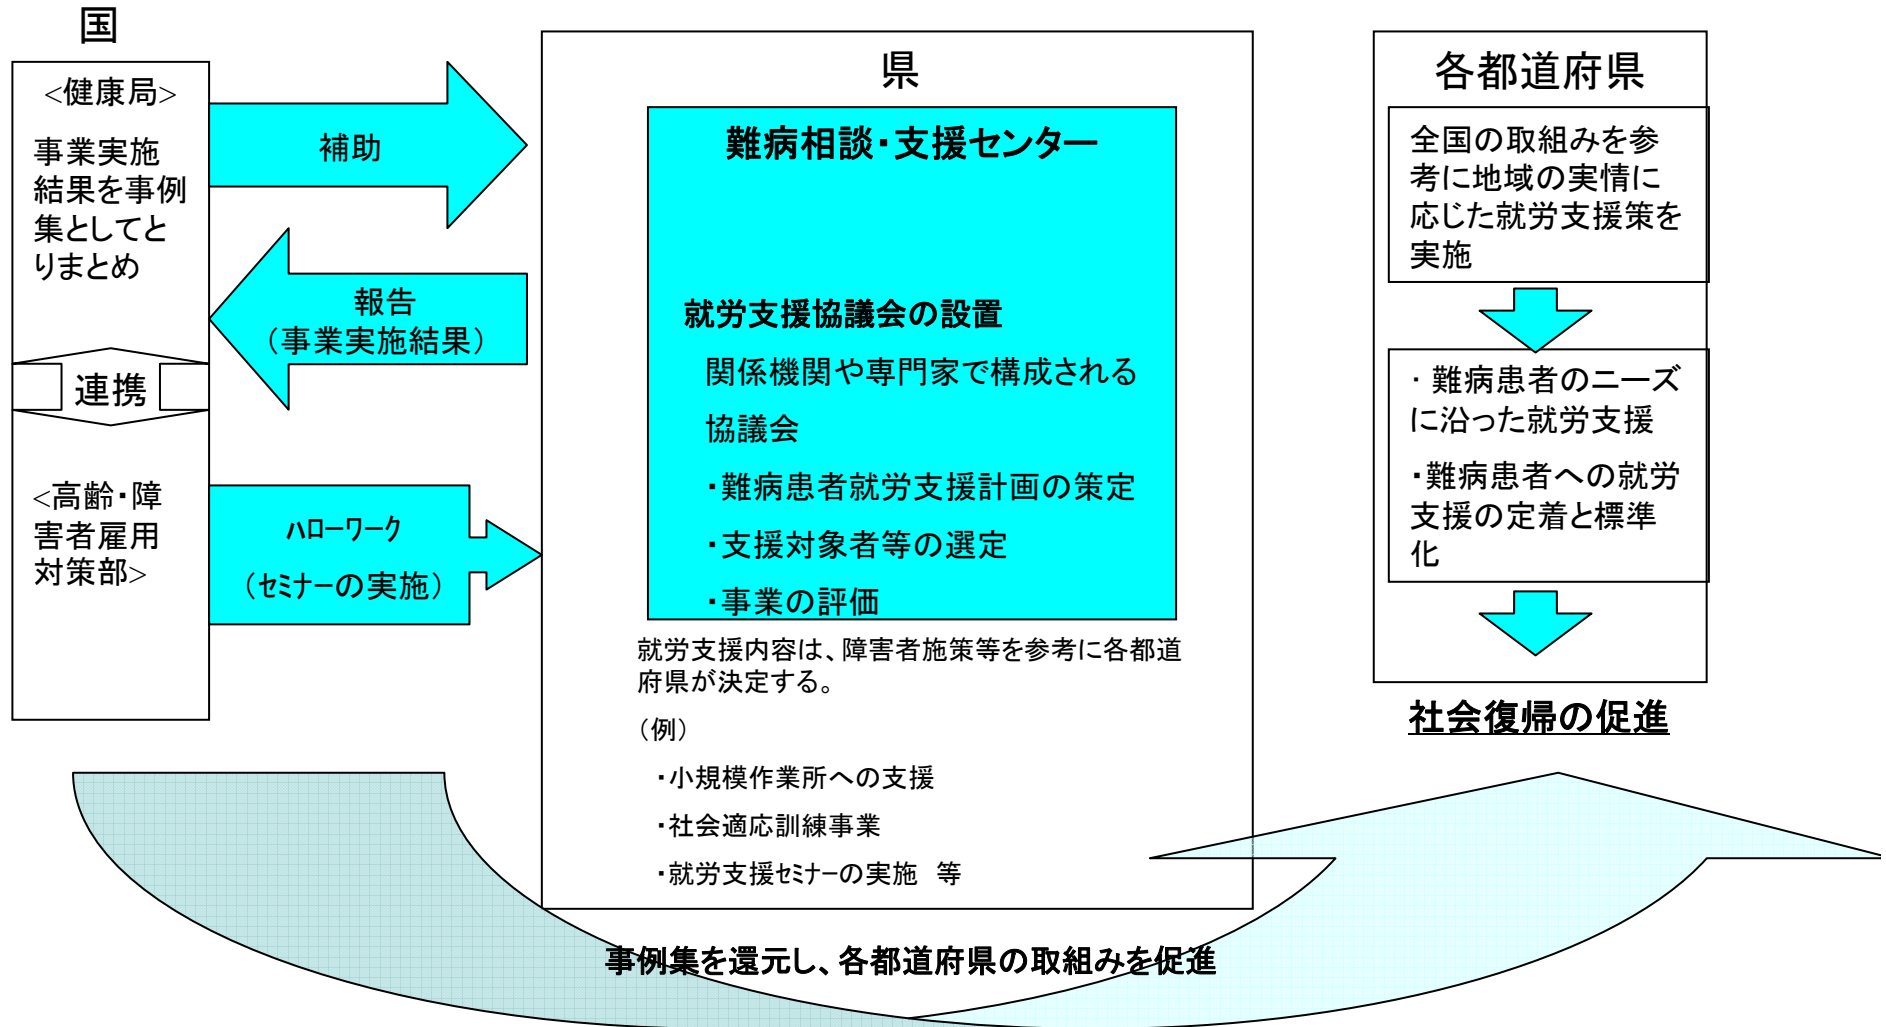 国
<健康局>
事業実施
結果を事例
集としてと
りまとめ
連携
<高齢・障
害者雇用
対策部>
補助
報告
（事業実施結果）
ﾊﾛｰﾜｰｸ
（ｾﾐﾅｰの実施）
県
難病相談・支援センター
就労支援協議会の設置
関係機関や専門家で構成される
協議会
・難病患者就労支援計画の策定
・支援対象者等の選定
・事業の評価
就労支援内容は、障害者施策等を参考に各都道
府県が決定する。
（例）
・小規模作業所への支援
・社会適応訓練事業
・就労支援ｾﾐﾅｰの実施　等
各都道府県
全国の取組みを参
考に地域の実情に
応じた就労支援策を
実施
・難病患者のニーズ
に沿った就労支援
・難病患者への就労
支援の定着と標準
化
社会復帰の促進
事例集を還元し、各都道府県の取組みを促進